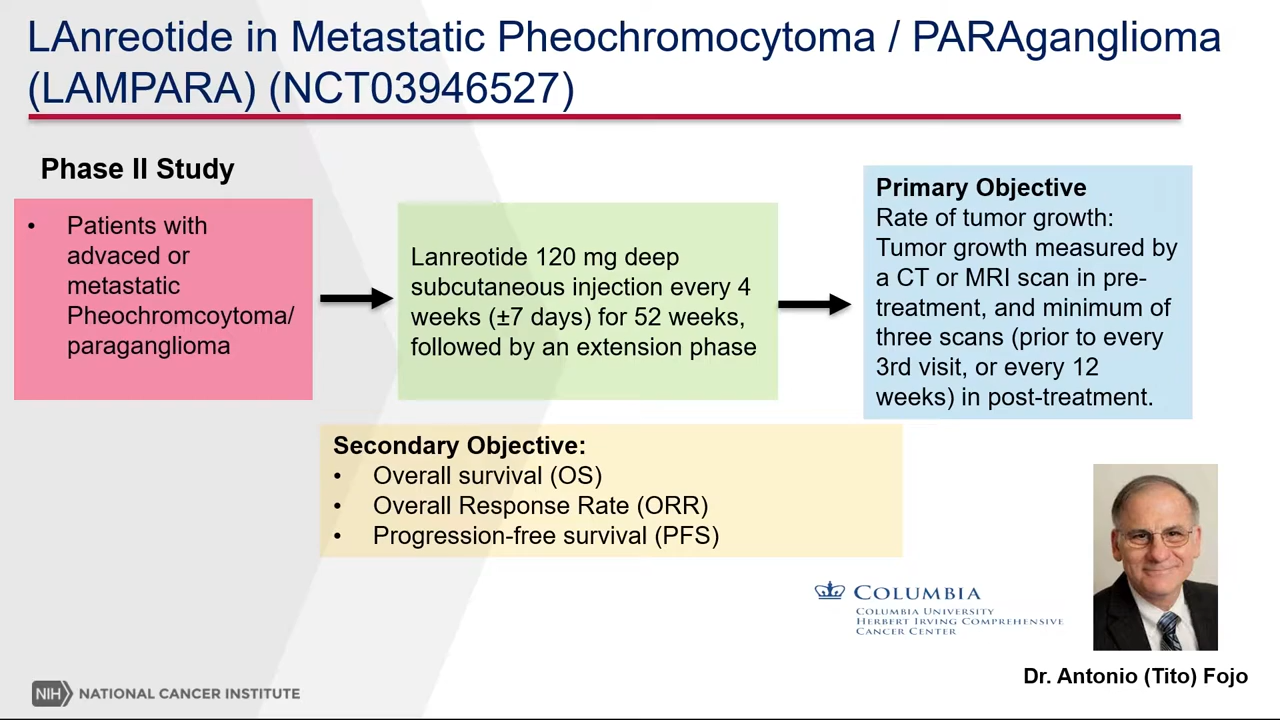 LAnreotide in Metastatic Pheochromocytoma / PARAganglioma
(LAMPARA) (NCT03946527)
Phase II Study
• Patients with
advaced or
metastatic
Pheochromcoytoma/
paraganglioma
Lanreotide 120 mg deep
subcutaneous injection every 4
weeks (±7 days) for 52 weeks,
followed by an extension phase
Primary Objective
Rate of tumor growth:
Tumor growth measured by
a CT or MRI scan in pre-
treatment, and minimum of
three scans (prior to every
3rd visit, or every 12
weeks) in post-treatment.
Secondary Objective:
• Overall survival (OS)
• Overall Response Rate (ORR)
• Progression-free survival (PFS)
COLUMBIA
COLUMBIA UNIVERSITY
HERBERT IRVING COMPREHENSIVE
CANCER CENTER
Dr. Antonio (Tito) Fojo
NIH NATIONAL CANCER INSTITUTE